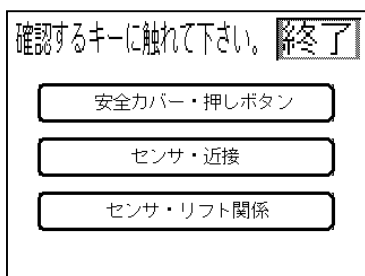 確認するキーに触れて下さい。 終了
安全カバー・押しボタン
センサ・近接
センサ・リフト関係